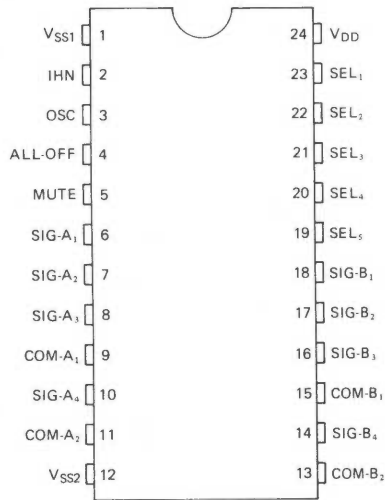 VSS1 1 24 VDD
IHN 2 23 SEL1
OSC 3 22 SEL2
ALL-OFF 4 21 SEL3
MUTE 5 20 SEL4
SIG-A1 6 19 SEL5
SIG-A2 7 18 SIG-B1
SIG-A3 8 17 SIG-B2
COM-A1 9 16 SIG-B3
SIG-A4 10 15 COM-B1
COM-A2 11 14 SIG-B4
VSS2 12 13 COM-B2